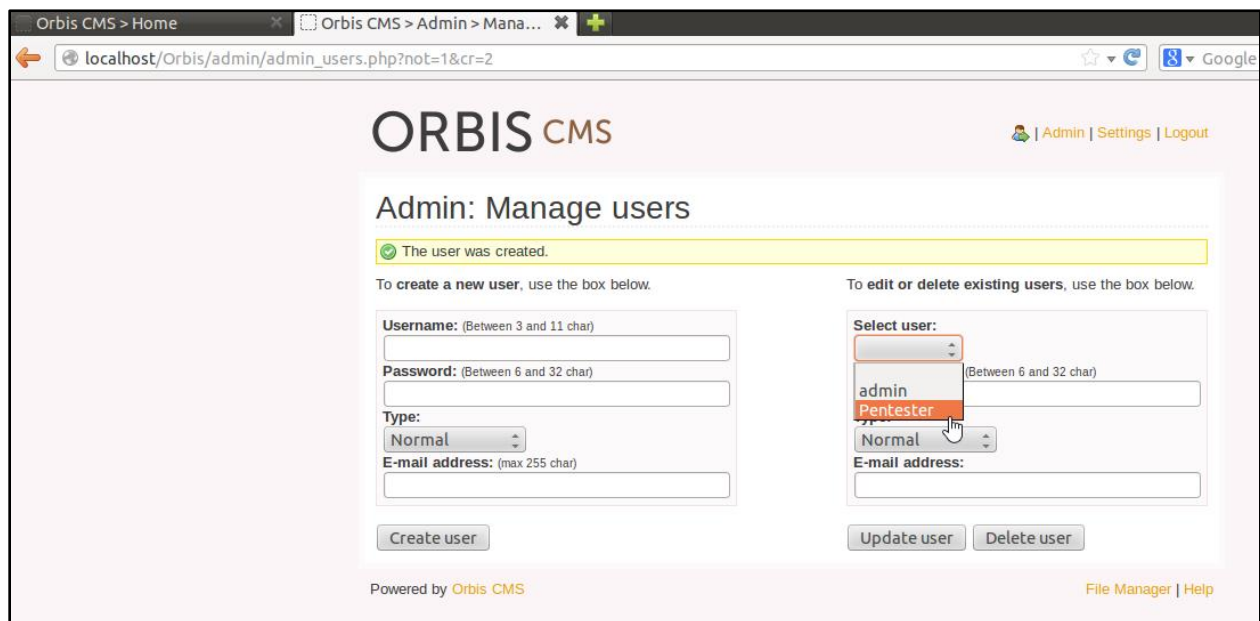 Orbis CMS > Home
Orbis CMS > Admin > Mana...
localhost/Orbis/admin/admin_users.php?not=1&cr=2
Google
ORBIS CMS
| Admin | Settings | Logout
Admin: Manage users
The user was created.
To create a new user, use the box below.
Username: (Between 3 and 11 char)
Password: (Between 6 and 32 char)
Type:
Normal
E-mail address: (max 255 char)
Create user
To edit or delete existing users, use the box below.
Select user:
(Between 6 and 32 char)
admin
Pentester
Type:
Normal
E-mail address:
Update user Delete user
Powered by Orbis CMS
File Manager | Help